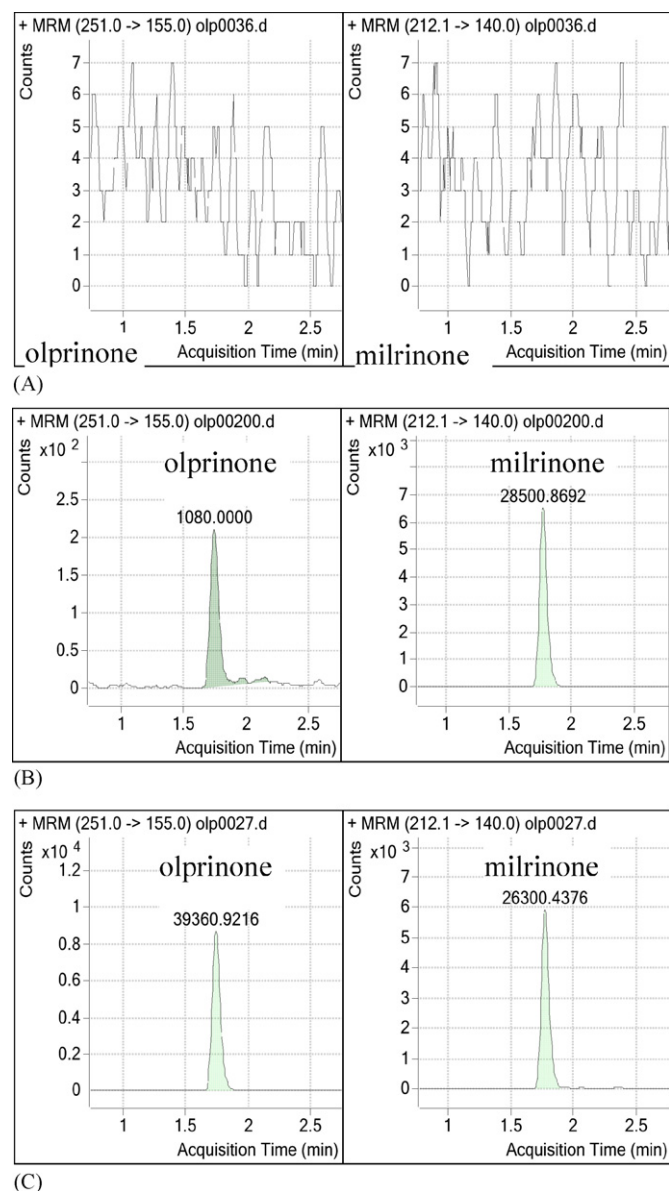 + MRM (251.0 -> 155.0) olp0036.d
Counts
7
6
5
4
3
2
1
0
1 1.5 2 2.5
Acquisition Time (min)
olprinone
+ MRM (212.1 -> 140.0) olp0036.d
Counts
7
6
5
4
3
2
1
0
1 1.5 2 2.5
Acquisition Time (min)
milrinone
(A)
+ MRM (251.0 -> 155.0) olp00200.d
Counts
x10 2
olprinone
1080.0000
2.5
2
1.5
1
0.5
0
1 1.5 2 2.5
Acquisition Time (min)
+ MRM (212.1 -> 140.0) olp00200.d
Counts
x10 3
milrinone
28500.8692
7
6
5
4
3
2
1
0
1 1.5 2 2.5
Acquisition Time (min)
(B)
+ MRM (251.0 -> 155.0) olp0027.d
Counts
x10 4
olprinone
39360.9216
1.2
1
0.8
0.6
0.4
0.2
0
1 1.5 2 2.5
Acquisition Time (min)
+ MRM (212.1 -> 140.0) olp0027.d
Counts
x10 3
milrinone
26300.4376
7
6
5
4
3
2
1
0
1 1.5 2 2.5
Acquisition Time (min)
(C)